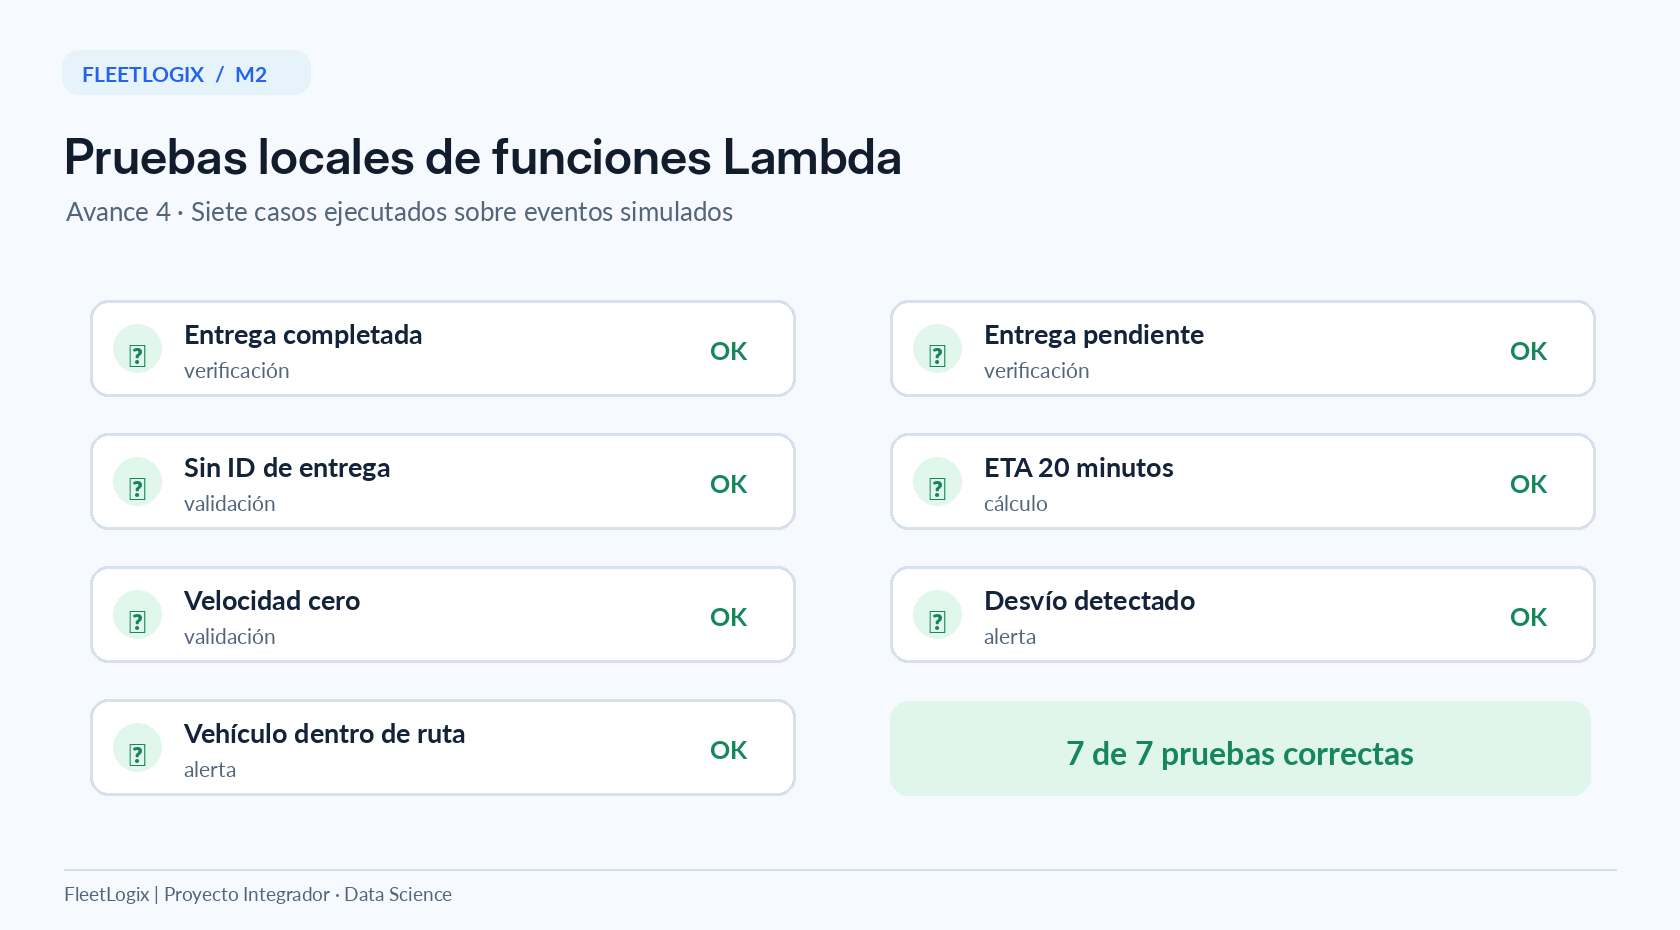 FLEETLOGIX / M2
Pruebas locales de funciones Lambda
Avance 4 · Siete casos ejecutados sobre eventos simulados
Entrega completada
verificación
OK
Entrega pendiente
verificación
OK
Sin ID de entrega
validación
OK
ETA 20 minutos
cálculo
OK
Velocidad cero
validación
OK
Desvío detectado
alerta
OK
Vehículo dentro de ruta
alerta
OK
7 de 7 pruebas correctas
FleetLogix | Proyecto Integrador · Data Science